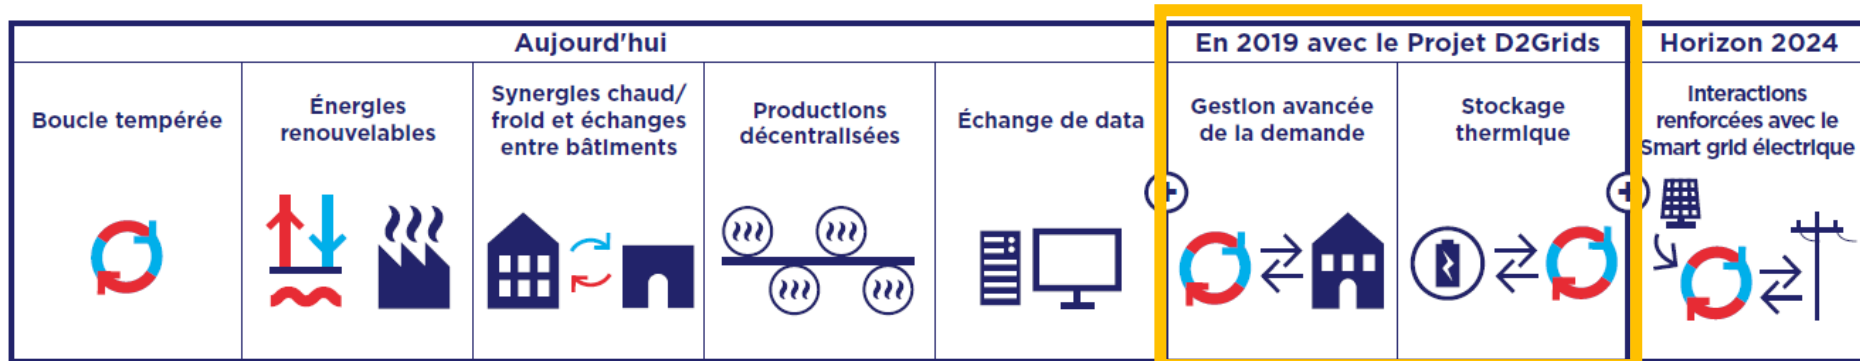 Aujourd'hui
En 2019 avec le Projet D2Grids
Horizon 2024
Boucle tempérée
Énergies
renouvelables
Synergies chaud/
froid et échanges
entre bâtiments
Productions
décentralisées
Échange de data
Gestion avancée
de la demande
Stockage
thermique
Interactions
renforcées avec le
Smart grid électrique